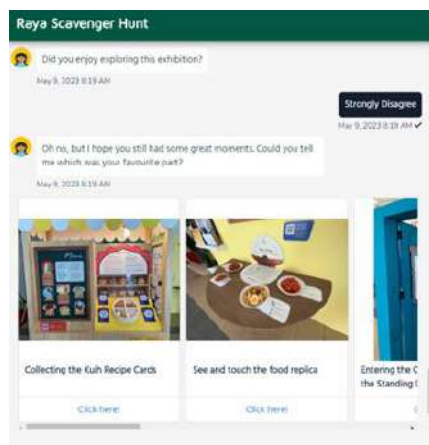 Raya Scavenger Hunt
Did you enjoy exploring this exhibition?
May 9, 2023 8:19 AM
Strongly Disagree
May 9, 2023 8:19 AM
Oh no, but I hope you still had some great moments. Could you tell
me which was your favourite part?
May 9, 2023 8:19 AM
Collecting the Kuih Recipe Cards
See and touch the food replica
Entering the
the Standing
Click here!
Click here!